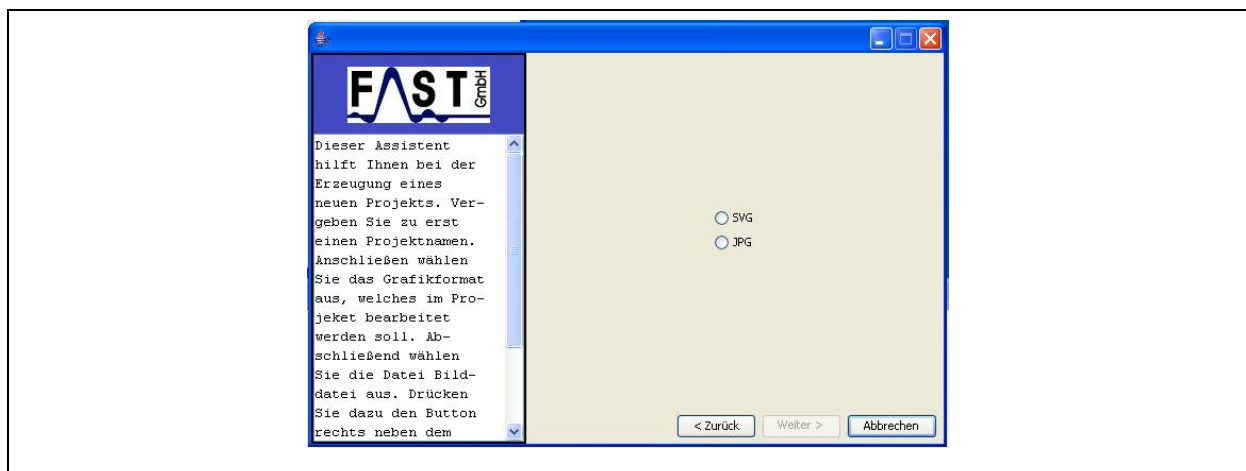 FAST GmbH
Dieser Assistent
hilft Ihnen bei der
Erzeugung eines
neuen Projekts. Ver-
geben Sie zu erst
einen Projektnamen.
Anschließen wählen
Sie das Grafikformat
aus, welches im Pro-
jeket bearbeitet
werden soll. Ab-
schließend wählen
Sie die Datei Bild-
datei aus. Drücken
Sie dazu den Button
rechts neben dem
SVG
JPG
< Zurück Weiter > Abbrechen